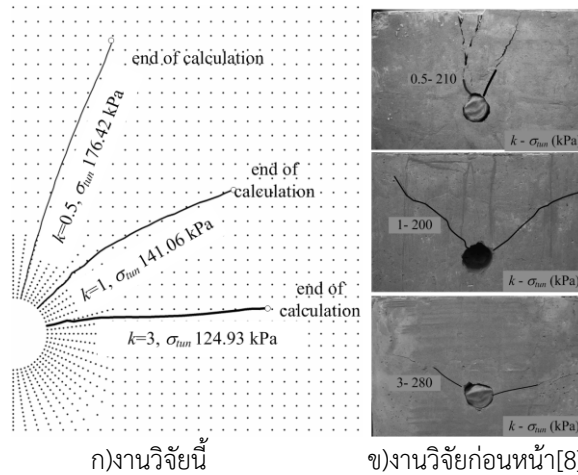 end of calculation
k=0.5, σtun 176.42 kPa
end of
calculation
k=1, σtun 141.06 kPa
end of
calculation
k=3, σtun 124.93 kPa
ก)งานวิจัยนี้
0.5- 210
k - σtun (kPa)
1- 200
k - σtun (kPa)
3- 280
k - σtun (kPa)
ข)งานวิจัยก่อนหน้า[8]